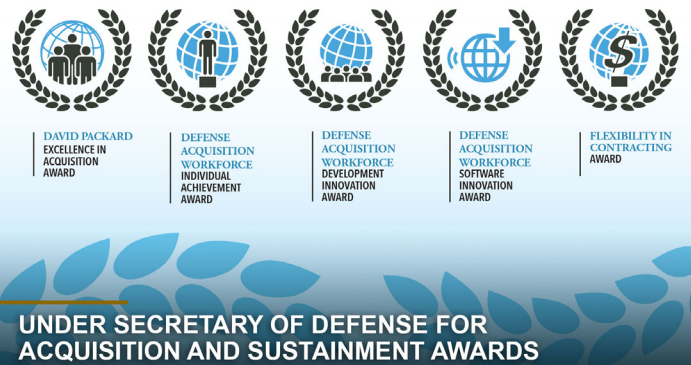 DAVID PACKARD
EXCELLENCE IN
ACQUISITION
AWARD
DEFENSE
ACQUISITION
WORKFORCE
INDIVIDUAL
ACHIEVEMENT
AWARD
DEFENSE
ACQUISITION
WORKFORCE
DEVELOPMENT
INNOVATION
AWARD
DEFENSE
ACQUISITION
WORKFORCE
SOFTWARE
INNOVATION
AWARD
FLEXIBILITY IN
CONTRACTING
AWARD
UNDER SECRETARY OF DEFENSE FOR
ACQUISITION AND SUSTAINMENT AWARDS